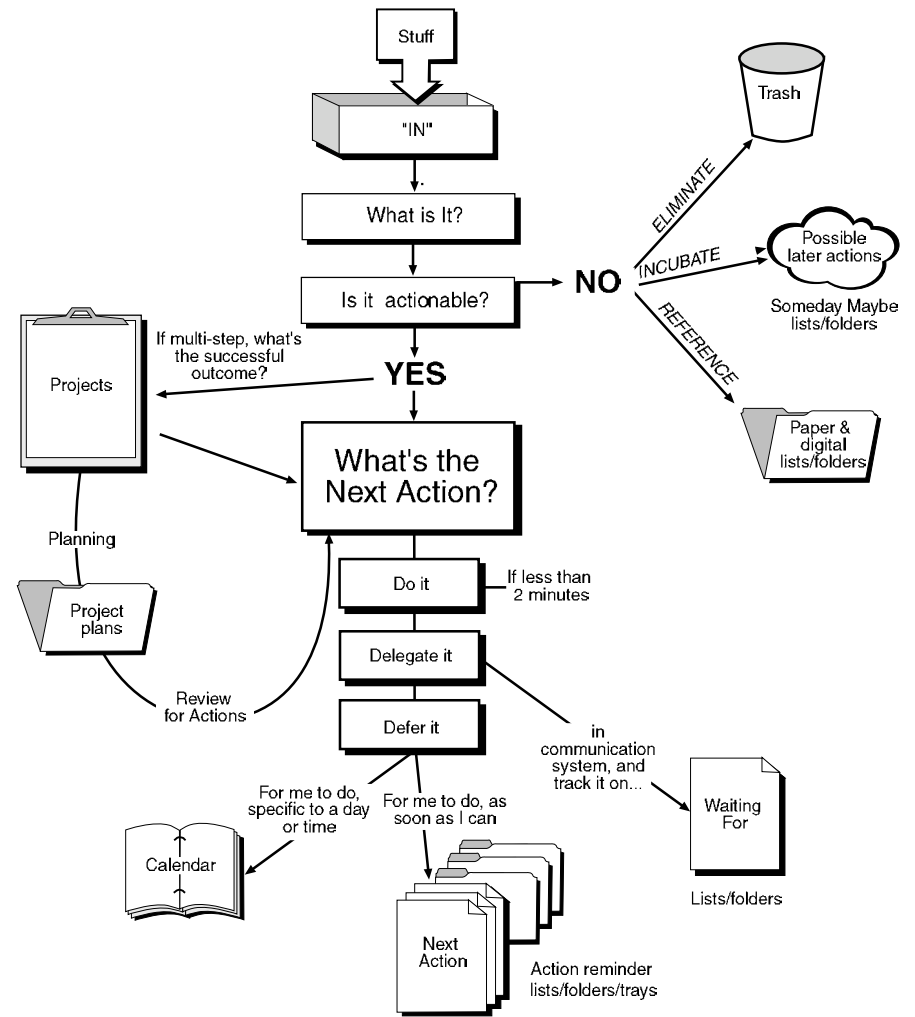 Stuff
"IN"
What is It?
Is it actionable?
NO
ELIMINATE
Trash
INCUBATE
Possible
later actions
Someday Maybe
lists/folders
REFERENCE
Paper &
digital
lists/folders
YES
If multi-step, what's
the successful
outcome?
Projects
What's the
Next Action?
Planning
Project
plans
Review
for Actions
Do it
If less than
2 minutes
Delegate it
in
communication
system, and
track it on...
Waiting
For
Lists/folders
Defer it
For me to do,
specific to a day
or time
Calendar
For me to do, as
soon as I can
Next
Action
Action reminder
lists/folders/trays